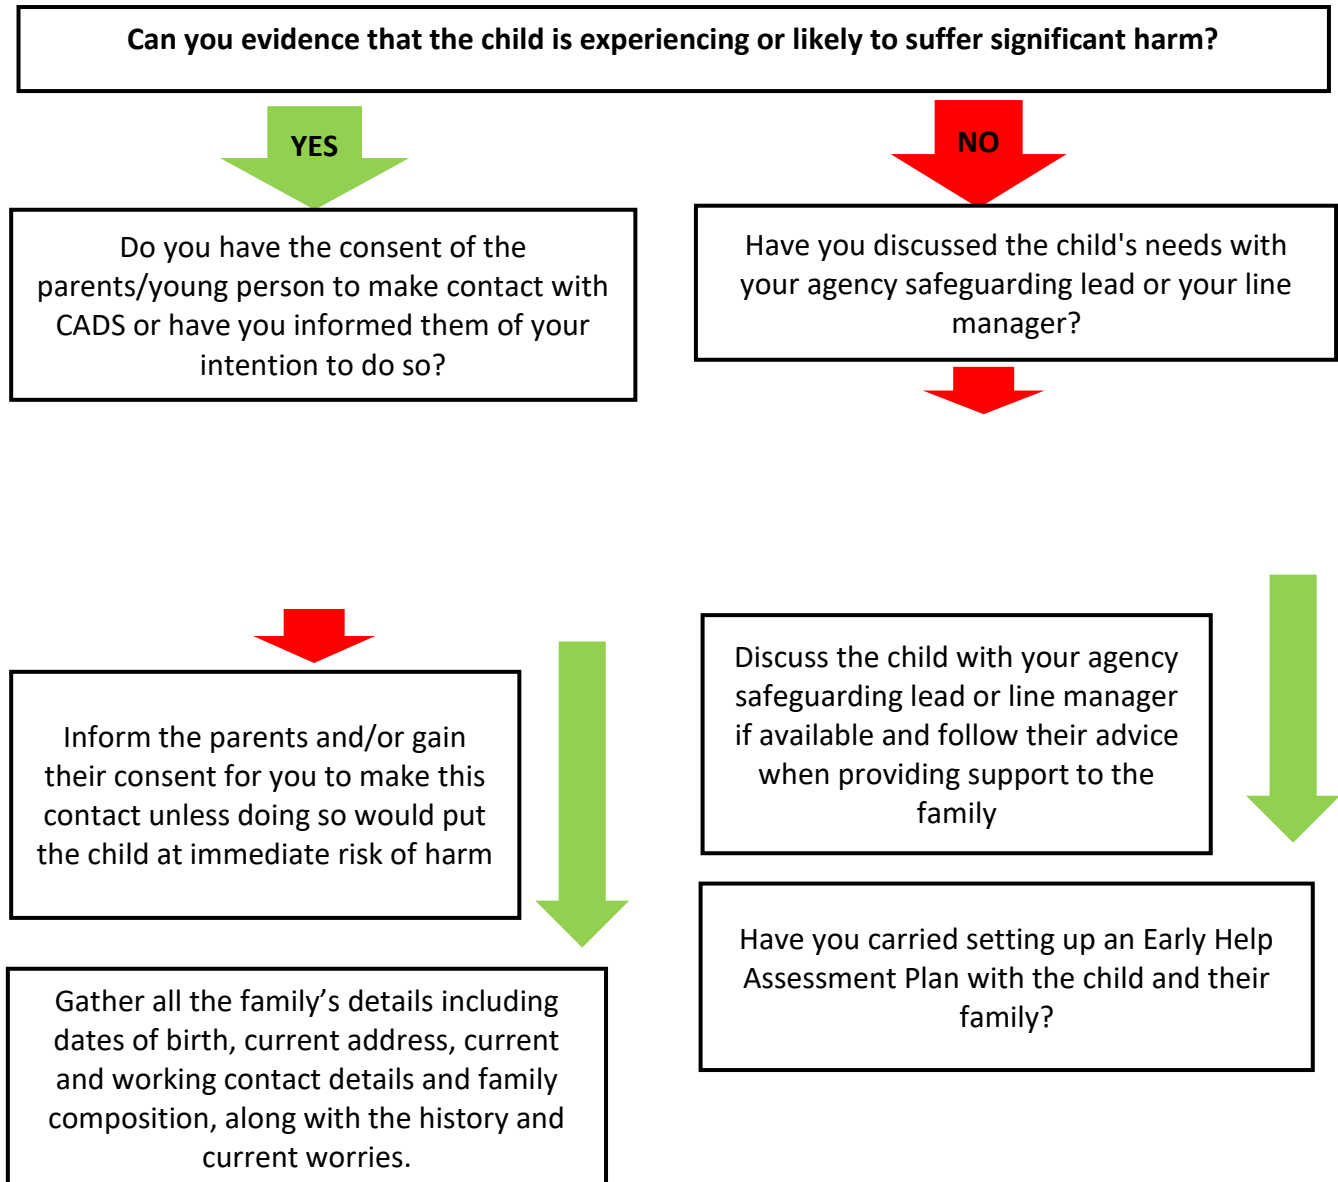 Can you evidence that the child is experiencing or likely to suffer significant harm?
YES
NO
Do you have the consent of the
parents/young person to make contact with
CADS or have you informed them of your
intention to do so?
Have you discussed the child's needs with
your agency safeguarding lead or your line
manager?
Inform the parents and/or gain
their consent for you to make this
contact unless doing so would put
the child at immediate risk of harm
Discuss the child with your agency
safeguarding lead or line manager
if available and follow their advice
when providing support to the
family
Gather all the family’s details including
dates of birth, current address, current
and working contact details and family
composition, along with the history and
current worries.
Have you carried setting up an Early Help
Assessment Plan with the child and their
family?